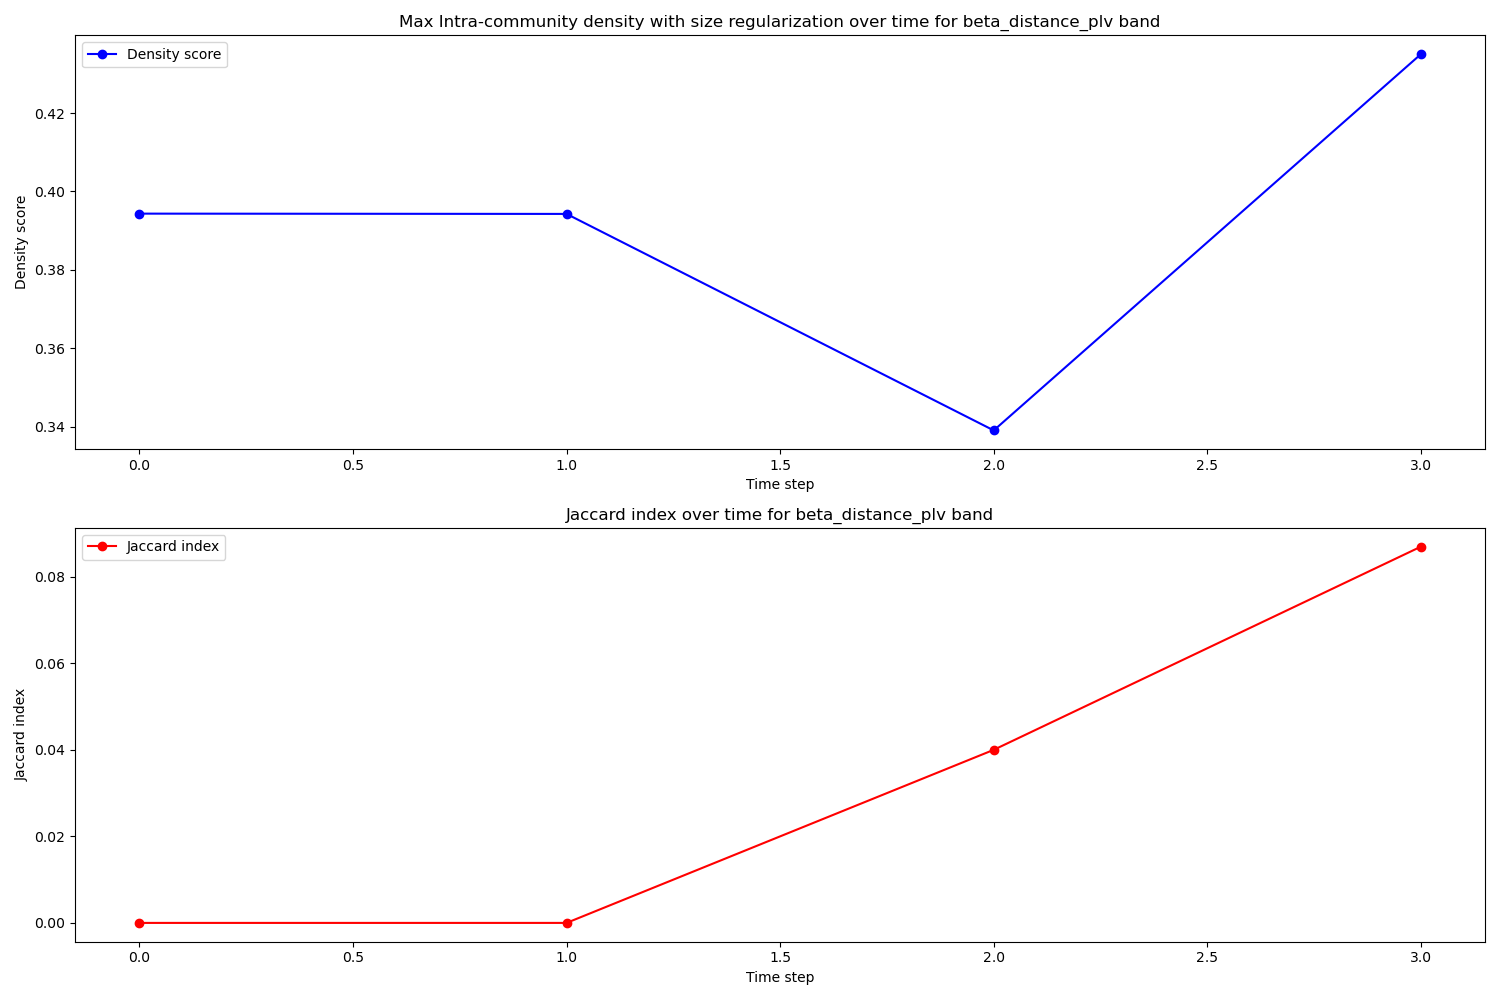 Max Intra-community density with size regularization over time for beta_distance_plv band
Density score
Density score
0.42
0.40
0.38
0.36
0.34
0.0 0.5 1.0 1.5 2.0 2.5 3.0
Time step
Jaccard index over time for beta_distance_plv band
Jaccard index
Jaccard index
0.08
0.06
0.04
0.02
0.00
0.0 0.5 1.0 1.5 2.0 2.5 3.0
Time step